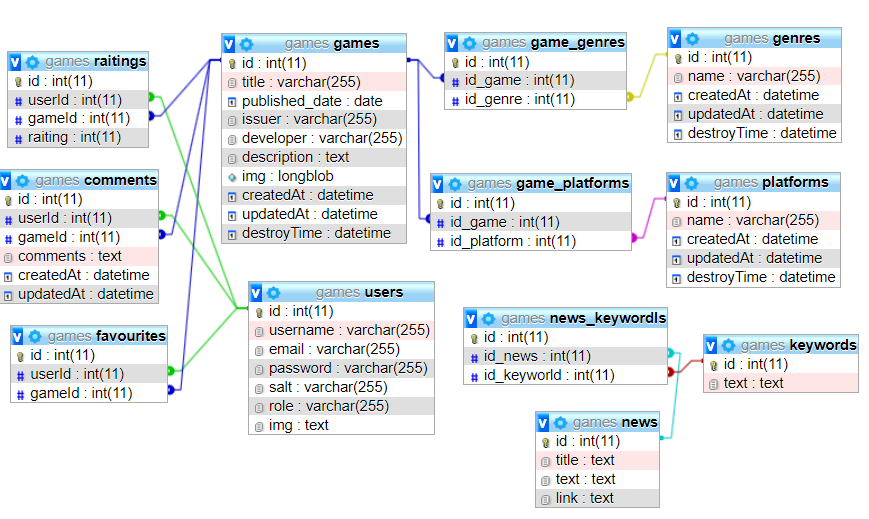 games raitings
id : int(11)
userId : int(11)
gameId : int(11)
raiting : int(11)
games comments
id : int(11)
userId : int(11)
gameId : int(11)
comments : text
createdAt : datetime
updatedAt : datetime
games favourites
id : int(11)
userId : int(11)
gameId : int(11)
games games
id : int(11)
title : varchar(255)
published_date : date
issuer : varchar(255)
developer : varchar(255)
description : text
img : longblob
createdAt : datetime
updatedAt : datetime
destroyTime : datetime
games users
id : int(11)
username : varchar(255)
email : varchar(255)
password : varchar(255)
salt : varchar(255)
role : varchar(255)
img : text
games game_genres
id : int(11)
id_game : int(11)
id_genre : int(11)
games game_platforms
id : int(11)
id_game : int(11)
id_platform : int(11)
games genres
id : int(11)
name : varchar(255)
createdAt : datetime
updatedAt : datetime
destroyTime : datetime
games platforms
id : int(11)
name : varchar(255)
createdAt : datetime
updatedAt : datetime
destroyTime : datetime
games news_keywordls
id : int(11)
id_news : int(11)
id_keyworld : int(11)
games keywords
id : int(11)
text : text
games news
id : int(11)
title : text
text : text
link : text